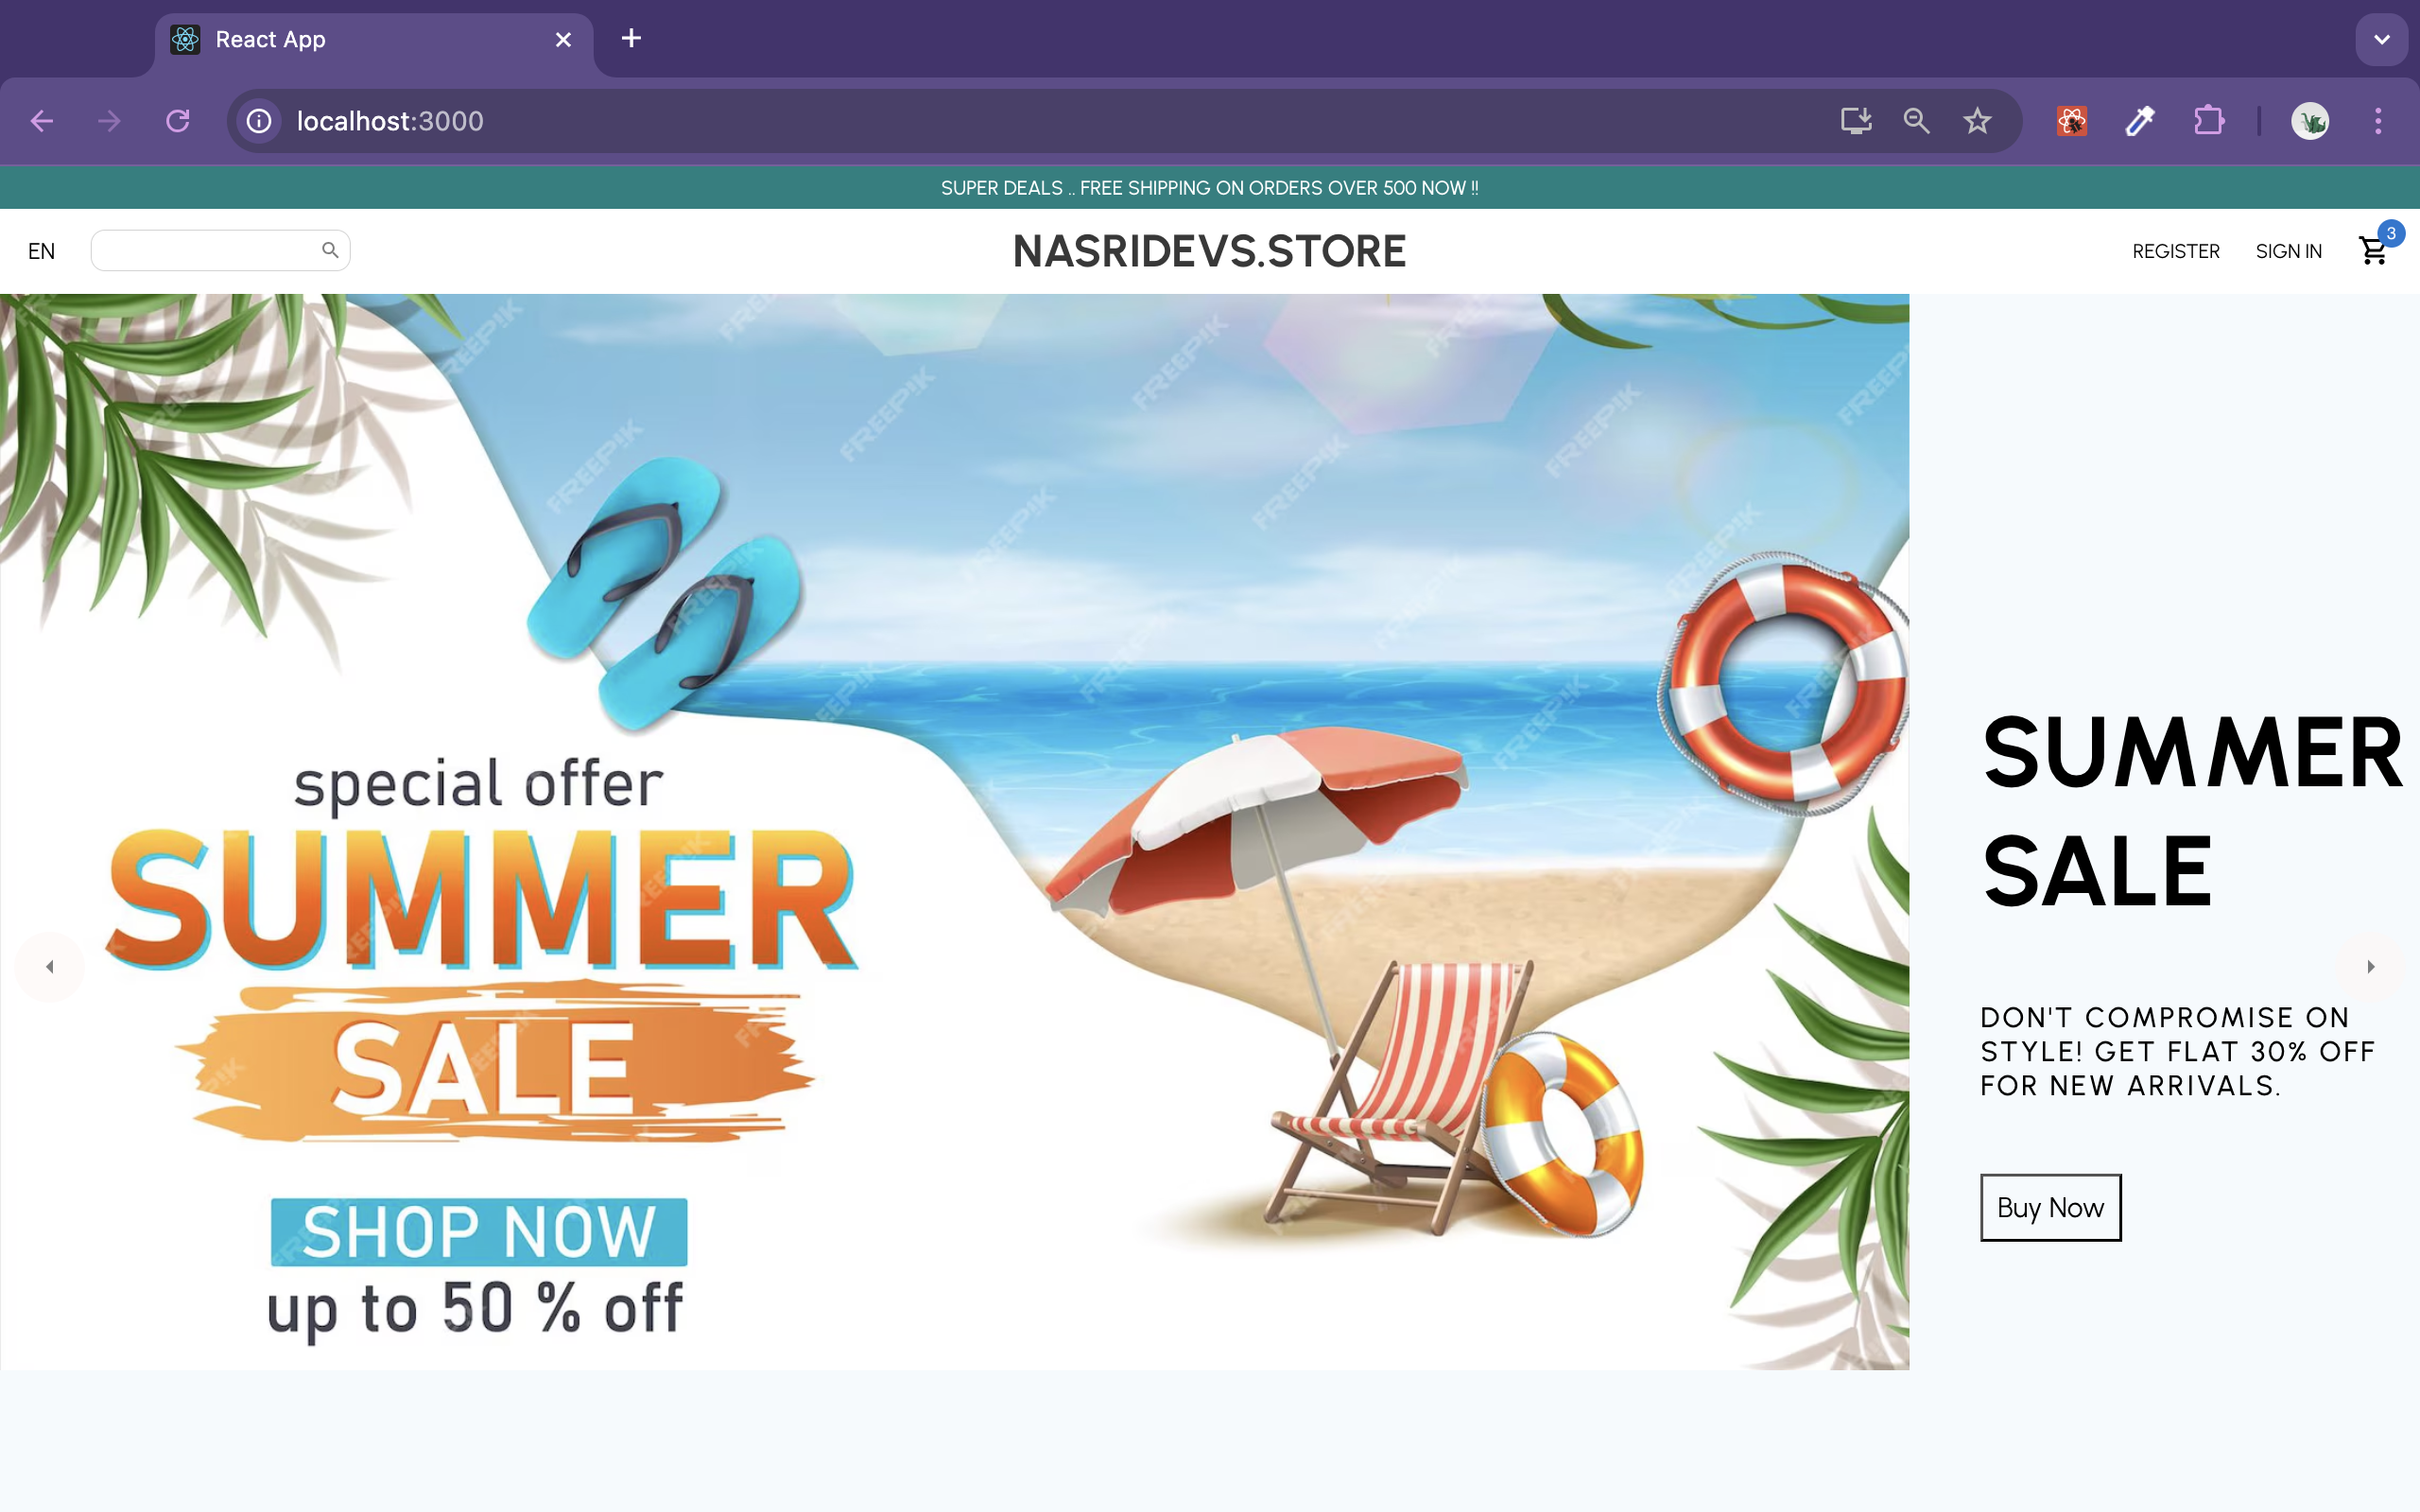 React App
localhost:3000
SUPER DEALS .. FREE SHIPPING ON ORDERS OVER 500 NOW !!
EN
NASRIDEVS.STORE
REGISTER
SIGN IN
3
special offer
SUMMER
SALE
SHOP NOW
up to 50 % off
SUMMER
SALE
DON'T COMPROMISE ON
STYLE! GET FLAT 30% OFF
FOR NEW ARRIVALS.
Buy Now
FREEPIK